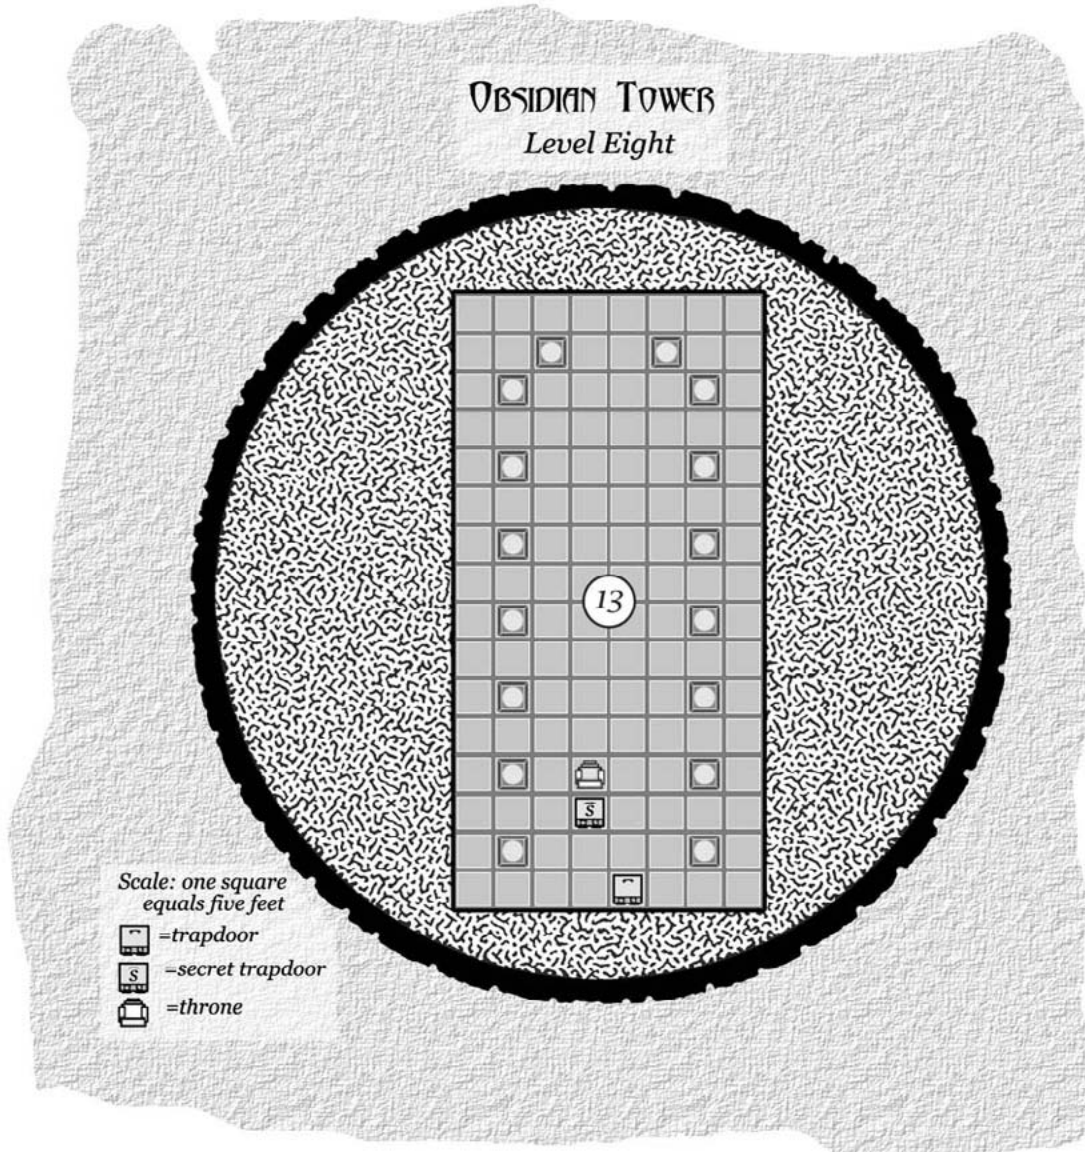 Obsidian Tower
Level Eight
13
S
Scale: one square
equals five feet
=trapdoor
S =secret trapdoor
=throne